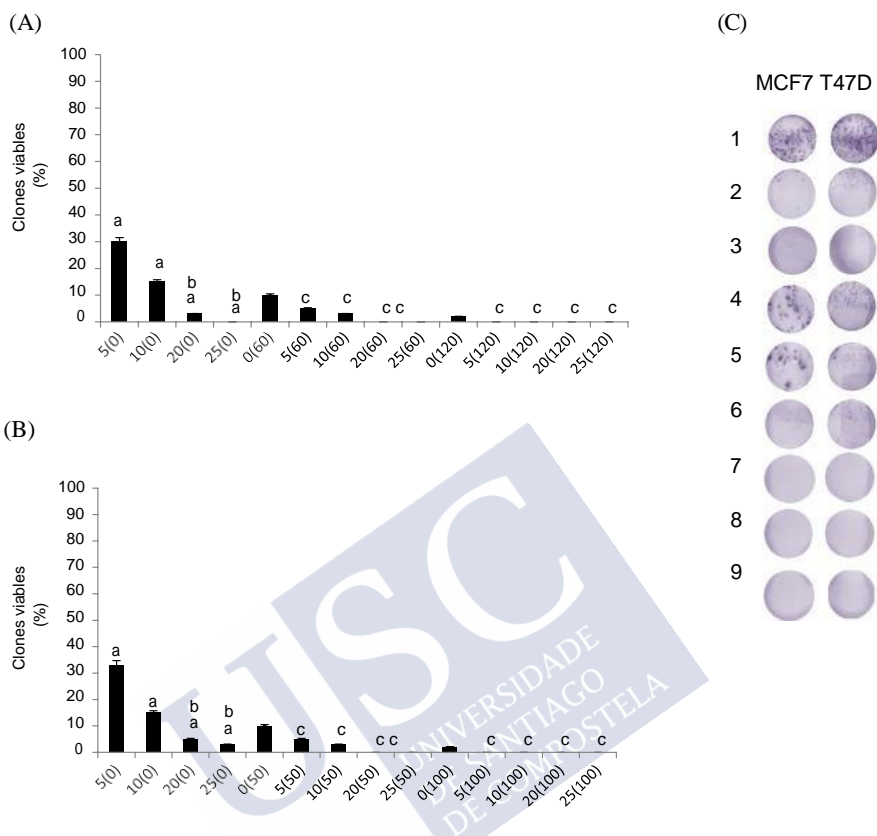 (A)
100
90
80
70
60
50
40
30
20
10
0
Clones viables
(%)
a
a
b
a
b
a
c
c
c c
c
c
c
c
5(0)
10(0)
20(0)
25(0)
0(60)
5(60)
10(60)
20(60)
25(60)
0(120)
5(120)
10(120)
20(120)
25(120)
(B)
100
90
80
70
60
50
40
30
20
10
0
Clones viables
(%)
a
a
b
a
b
a
c
c
c c
c
c
c
c
5(0)
10(0)
20(0)
25(0)
0(50)
5(50)
10(50)
20(50)
25(50)
0(100)
5(100)
10(100)
20(100)
25(100)
(C)
MCF7 T47D
1
2
3
4
5
6
7
8
9
USC
UNIVERSIDADE
DE SANTIAGO
DE COMPOSTELA